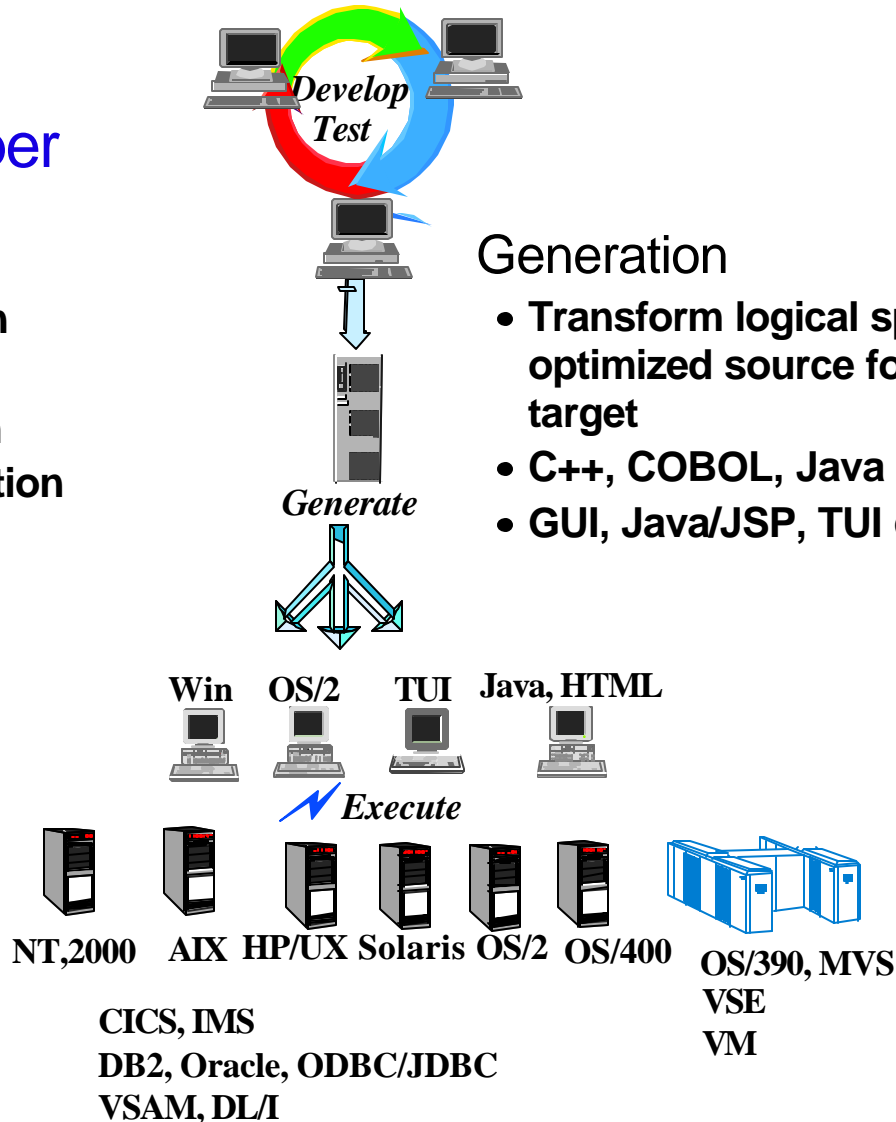 Develop
Test
Generation
• Transform logical
optimized source
target
• C++, COBOL, Java
• GUI, Java/JSP, TUI
Generate
Win OS/2 TUI Java, HTML
Execute
NT,2000 AIX HP/UX Solaris OS/2 OS/400
OS/390, MVS
VSE
VM
CICS, IMS
DB2, Oracle, ODBC/JDBC
VSAM, DL/I